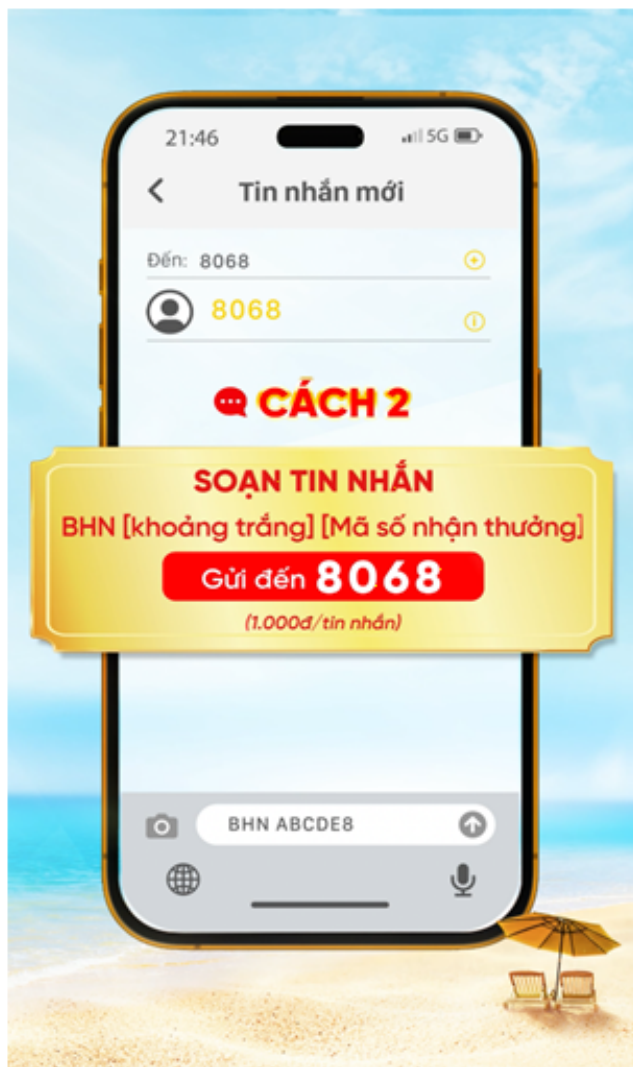 21:46 5G
Tin nhắn mới
Đến: 8068
8068
CÁCH 2
SOẠN TIN NHẮN
BHN [khoảng trắng] [Mã số nhận thưởng]
Gửi đến 8068
(1.000đ/tin nhắn)
BHN ABCDE8